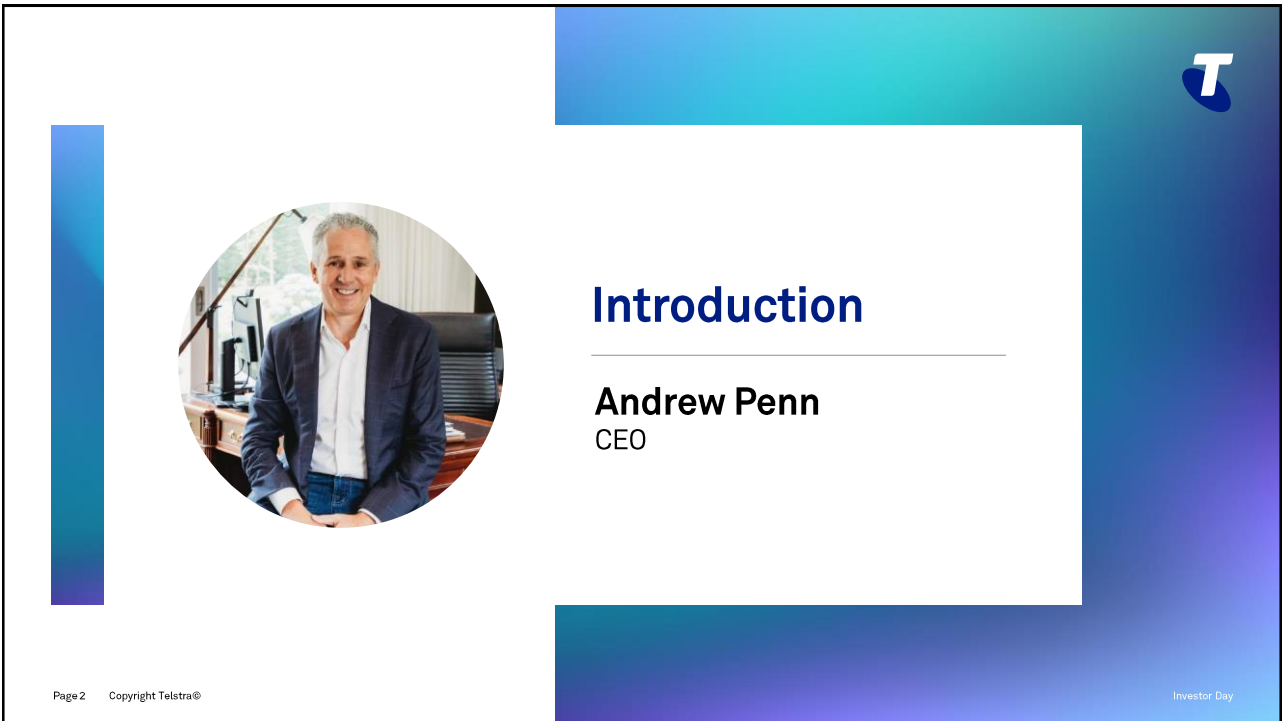 T
Introduction
Andrew Penn
CEO
Page 2 Copyright Telstra©
Investor Day